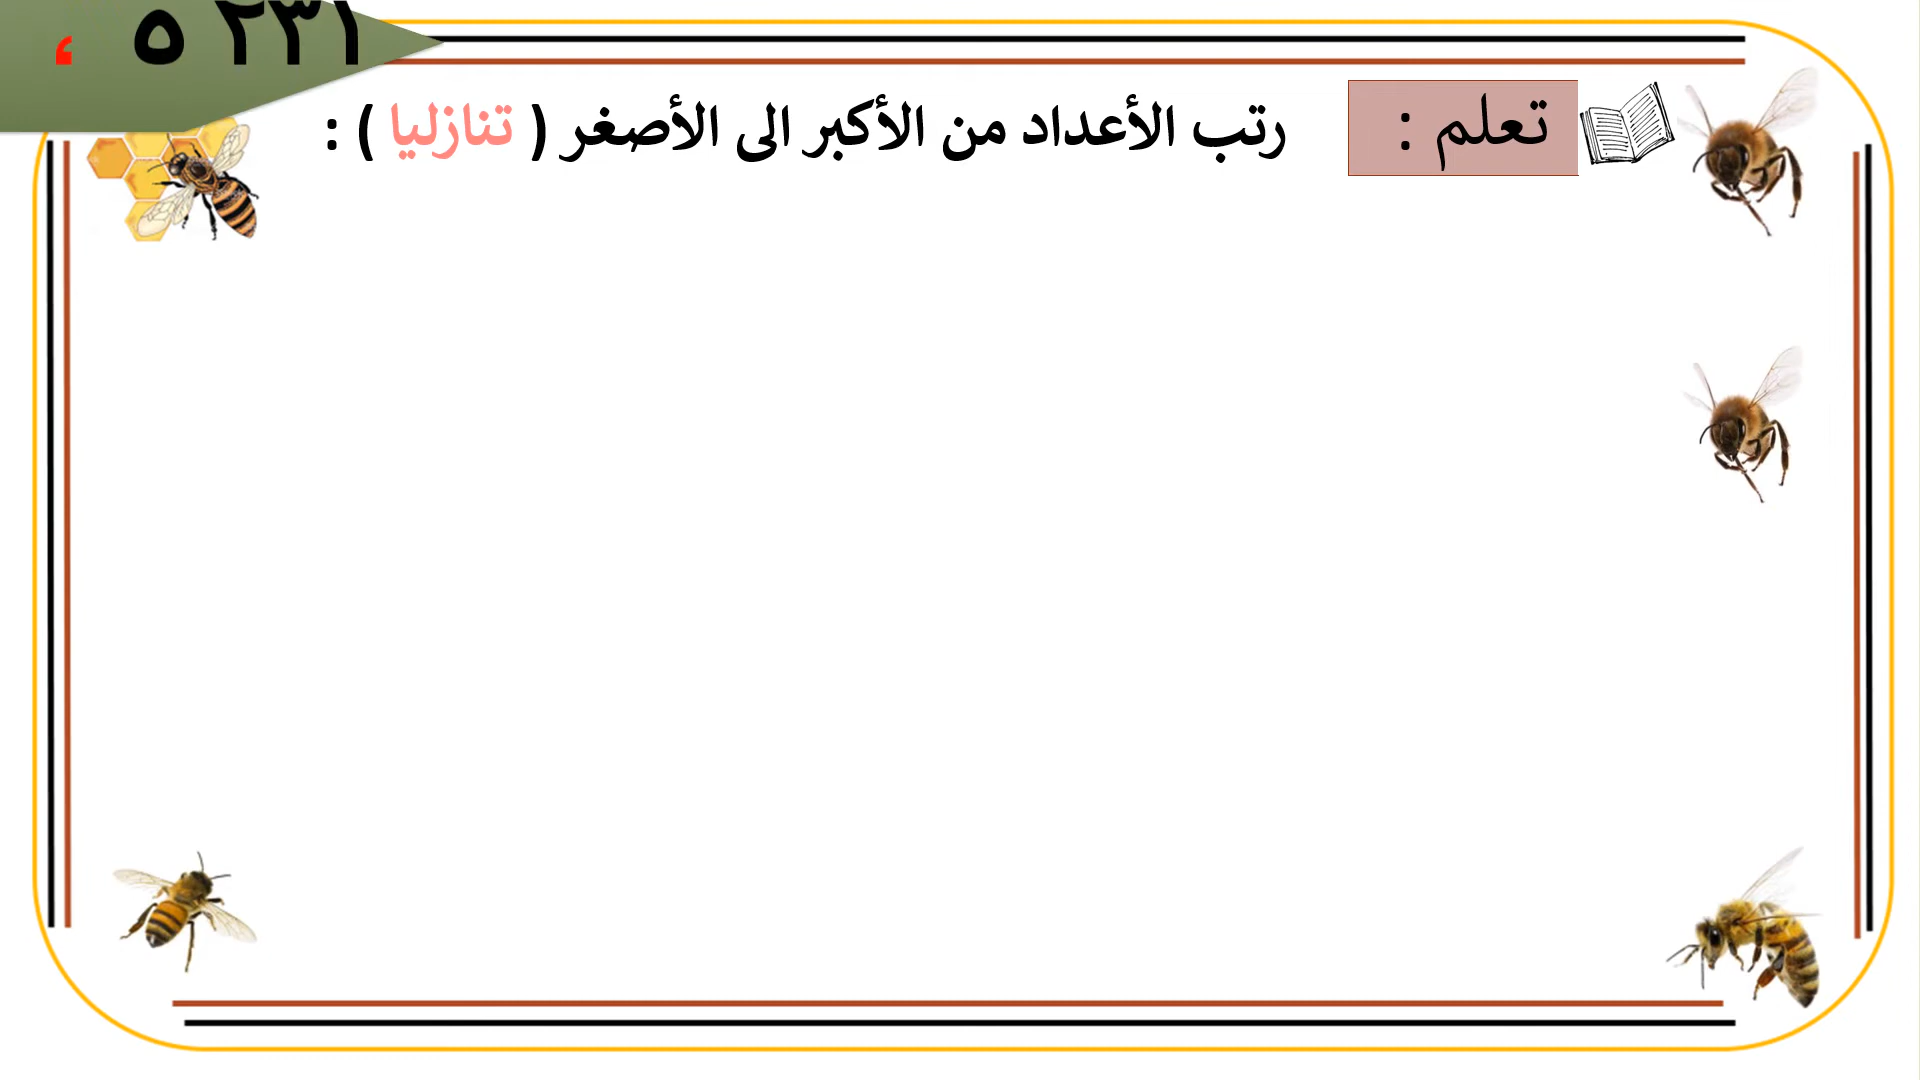 ٥ ٢٣١ ،
تعلم : رتب الأعداد من الأكبر الى الأصغر ( تنازليا ) :